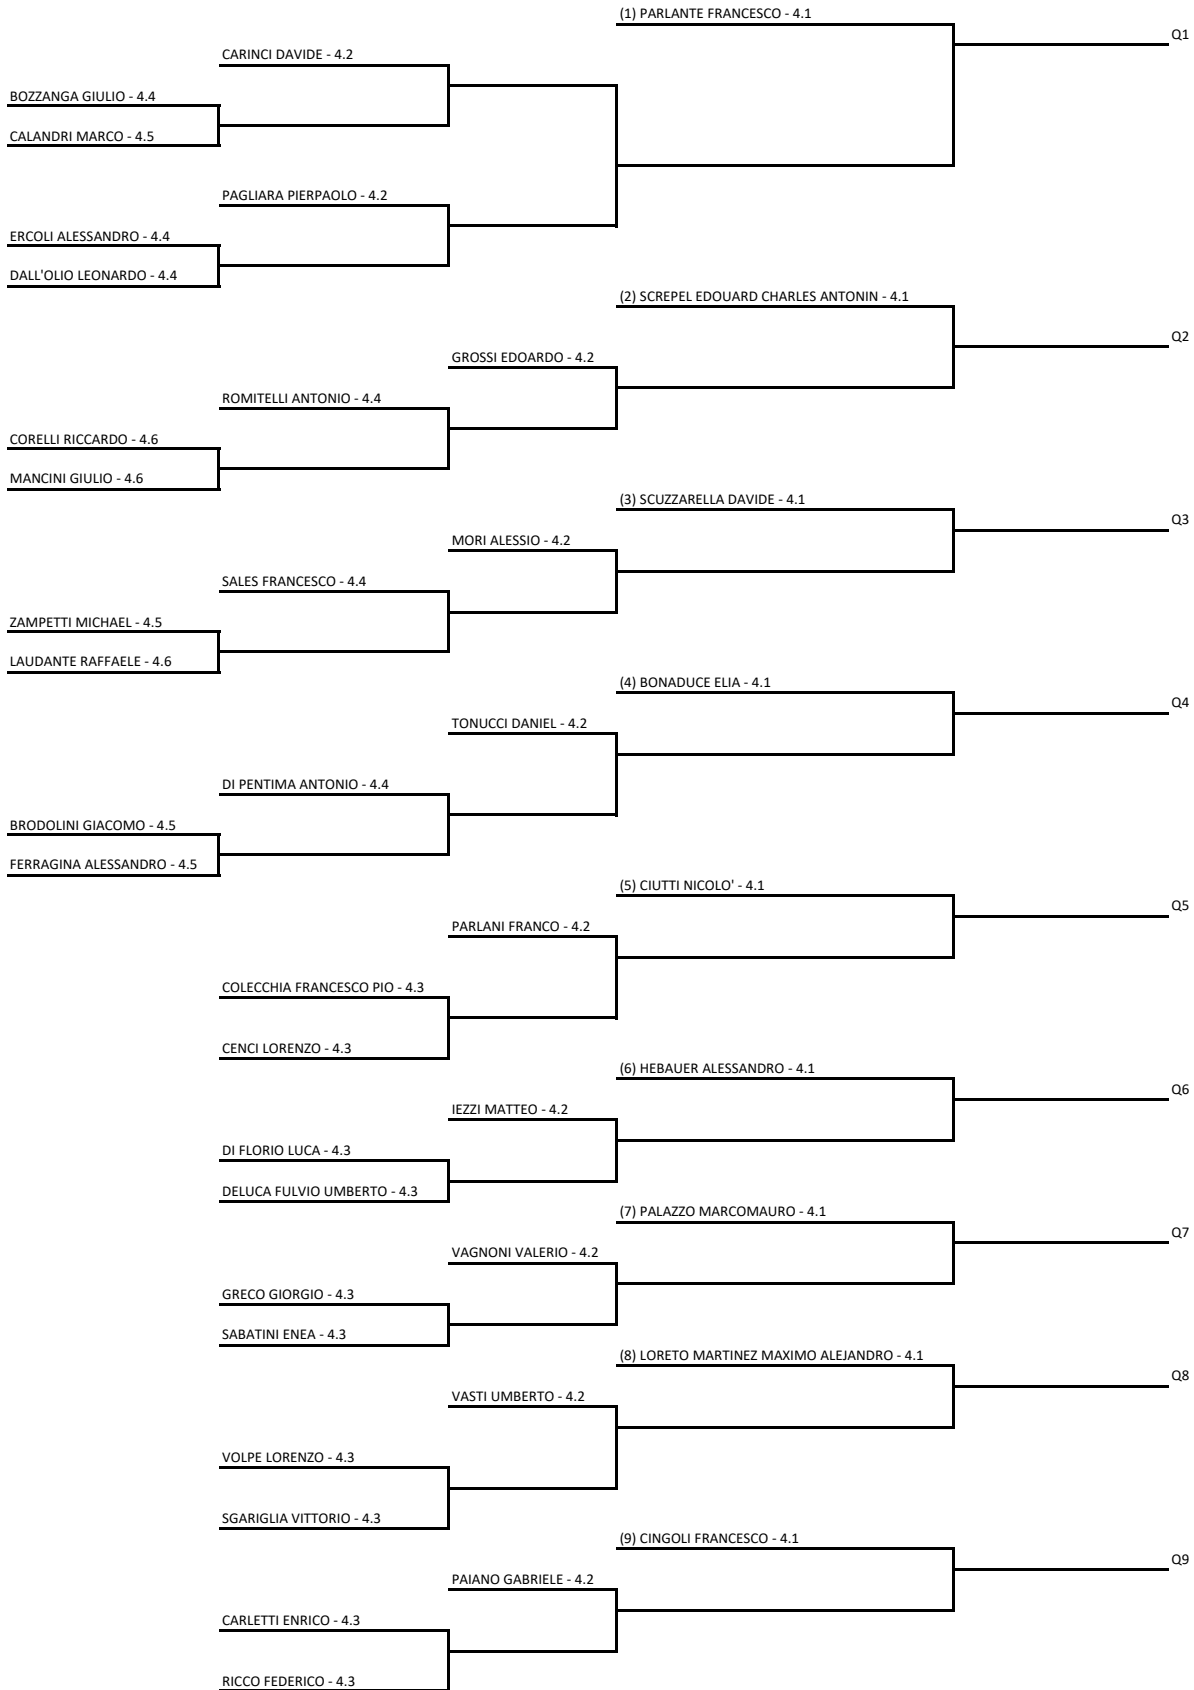 (1) PARLANTE FRANCESCO - 4.1
Q1
CARINCI DAVIDE - 4.2
BOZZANGA GIULIO - 4.4
CALANDRI MARCO - 4.5
PAGLIARA PIERPAOLO - 4.2
ERCOLI ALESSANDRO - 4.4
DALL'OLIO LEONARDO - 4.4
(2) SCREPEL EDOUARD CHARLES ANTONIN - 4.1
Q2
GROSSI EDOARDO - 4.2
ROMITELLI ANTONIO - 4.4
CORELLI RICCARDO - 4.6
MANCINI GIULIO - 4.6
(3) SCUZZARELLA DAVIDE - 4.1
Q3
MORI ALESSIO - 4.2
SALES FRANCESCO - 4.4
ZAMPETTI MICHAEL - 4.5
LAUDANTE RAFFAELE - 4.6
(4) BONADUCE ELIA - 4.1
Q4
TONUCCI DANIEL - 4.2
DI PENTIMA ANTONIO - 4.4
BRODOLINI GIACOMO - 4.5
FERRAGINA ALESSANDRO - 4.5
(5) CIUTTI NICOLO' - 4.1
Q5
PARLANI FRANCO - 4.2
COLECCHIA FRANCESCO PIO - 4.3
CENCI LORENZO - 4.3
(6) HEBAUER ALESSANDRO - 4.1
Q6
IEZZI MATTEO - 4.2
DI FLORIO LUCA - 4.3
DELUCA FULVIO UMBERTO - 4.3
(7) PALAZZO MARCOMAURO - 4.1
Q7
VAGNONI VALERIO - 4.2
GRECO GIORGIO - 4.3
SABATINI ENEA - 4.3
(8) LORETO MARTINEZ MAXIMO ALEJANDRO - 4.1
Q8
VASTI UMBERTO - 4.2
VOLPE LORENZO - 4.3
SGARIGLIA VITTORIO - 4.3
(9) CINGOLI FRANCESCO - 4.1
Q9
PAIANO GABRIELE - 4.2
CARLETTI ENRICO - 4.3
RICCO FEDERICO - 4.3